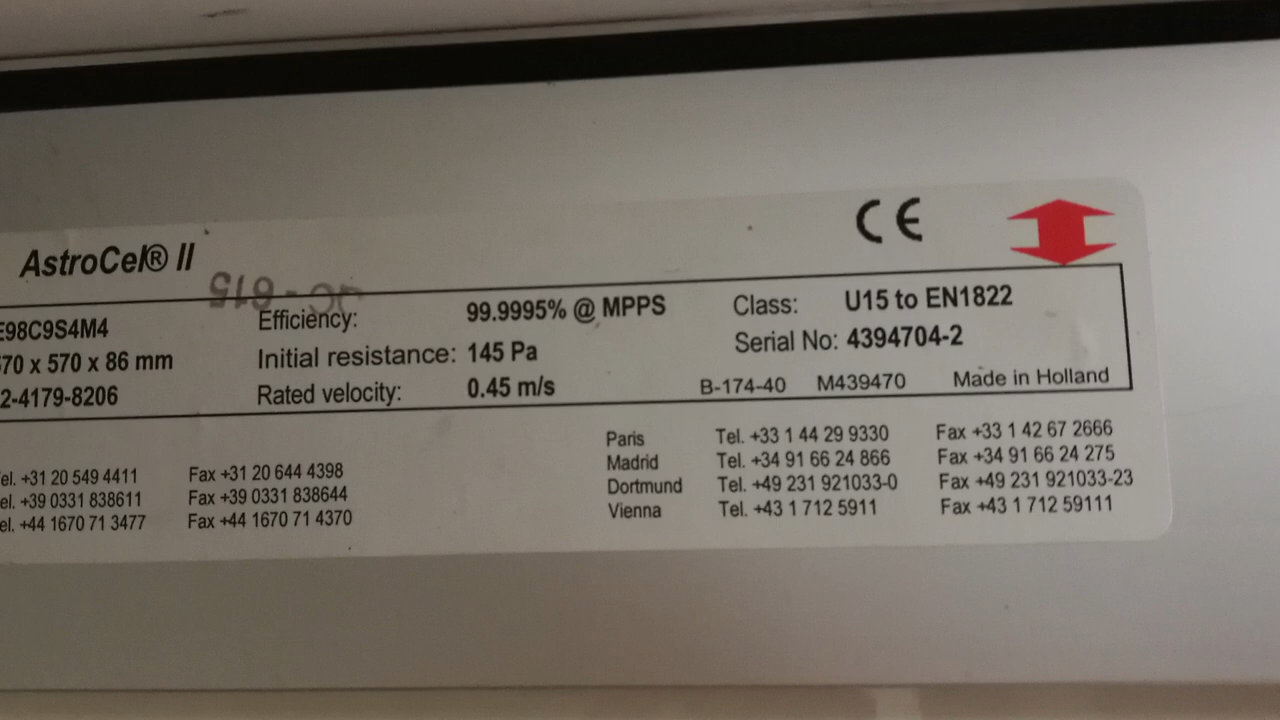 AstroCel® II
CE
JC - 615
E98C9S4M4 Efficiency: 99.9995% @ MPPS Class: U15 to EN1822
570 x 570 x 86 mm Initial resistance: 145 Pa Serial No: 4394704-2
2-4179-8206 Rated velocity: 0.45 m/s B-174-40 M439470 Made in Holland
Paris Tel. +33 1 44 29 9330 Fax +33 1 42 67 2666
el. +31 20 549 4411 Fax +31 20 644 4398 Madrid Tel. +34 91 66 24 866 Fax +34 91 66 24 275
el. +39 0331 838611 Fax +39 0331 838644 Dortmund Tel. +49 231 921033-0 Fax +49 231 921033-23
el. +44 1670 71 3477 Fax +44 1670 71 4370 Vienna Tel. +43 1 712 5911 Fax +43 1 712 59111